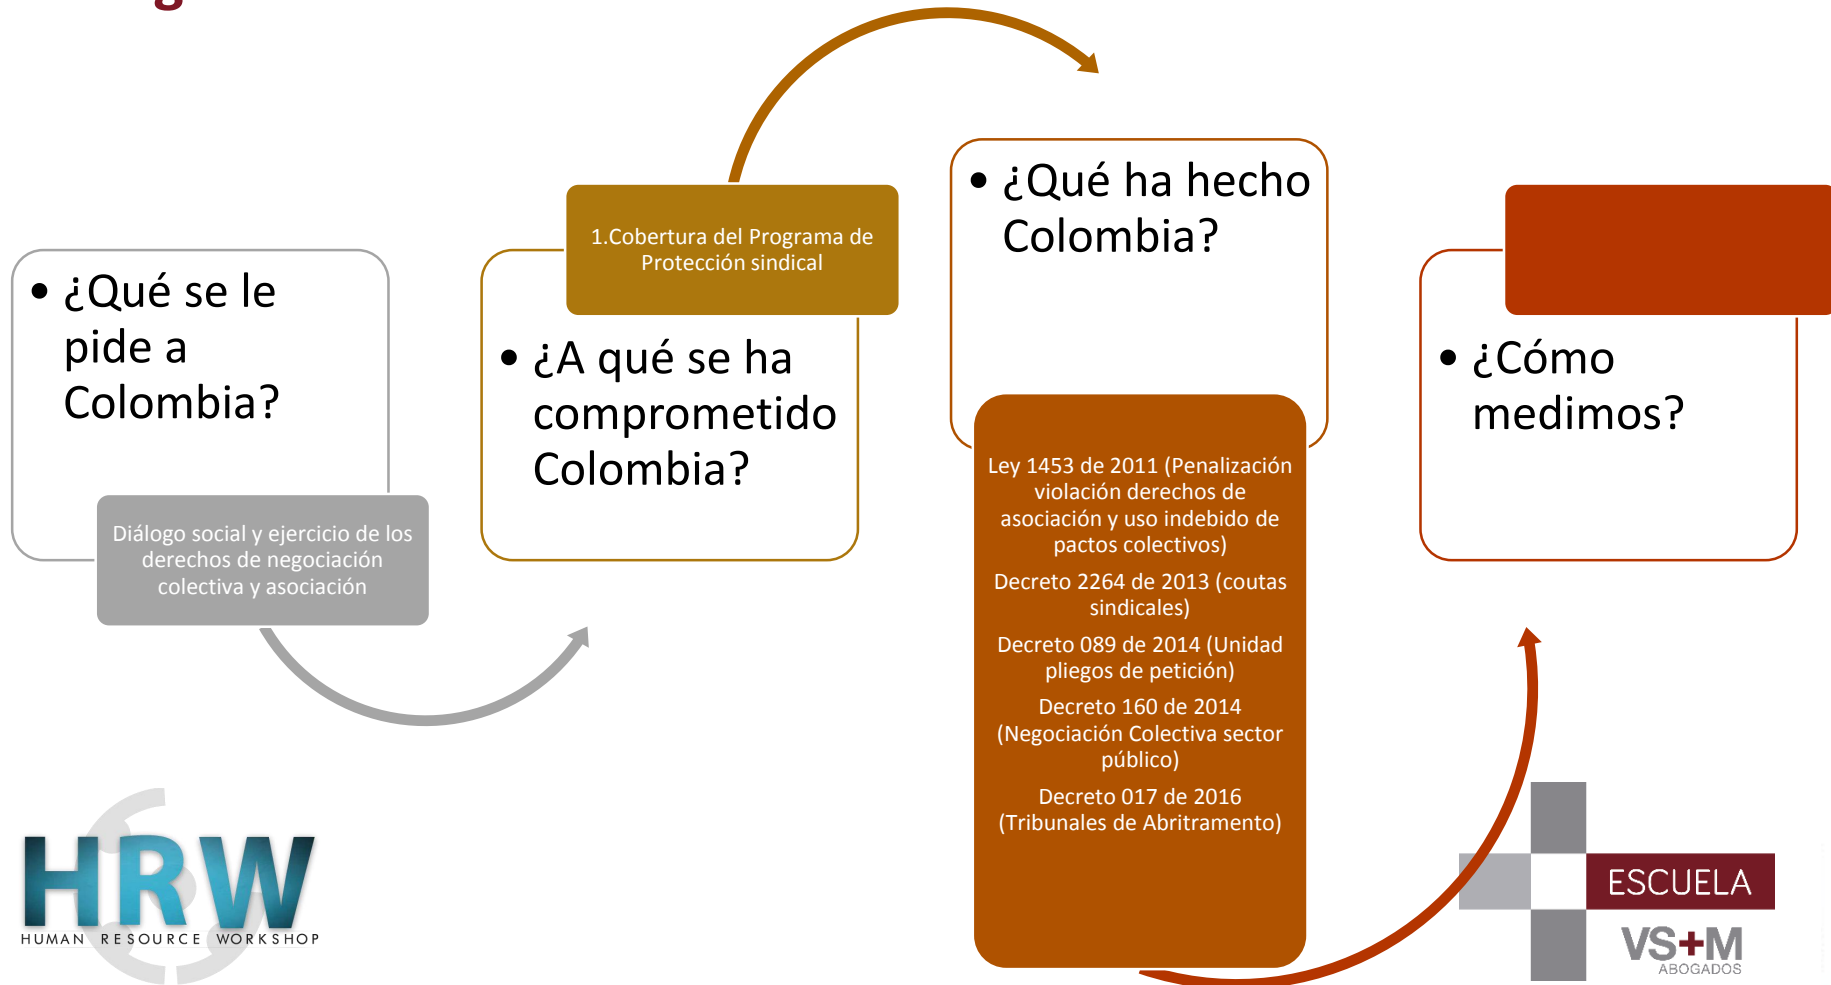 • ¿Qué se le
pide a
Colombia?
Diálogo social y ejercicio de los
derechos de negociación
colectiva y asociación
1.Cobertura del Programa de
Protección sindical
• ¿A qué se ha
comprometido
Colombia?
• ¿Qué ha hecho
Colombia?
Ley 1453 de 2011 (Penalización
violación derechos de
asociación y uso indebido de
pactos colectivos)
Decreto 2264 de 2013 (coutas
sindicales)
Decreto 089 de 2014 (Unidad
pliegos de petición)
Decreto 160 de 2014
(Negociación Colectiva sector
público)
Decreto 017 de 2016
(Tribunales de Abritramento)
• ¿Cómo
medimos?
HRW
HUMAN RESOURCE WORKSHOP
ESCUELA
VS+M
ABOGADOS